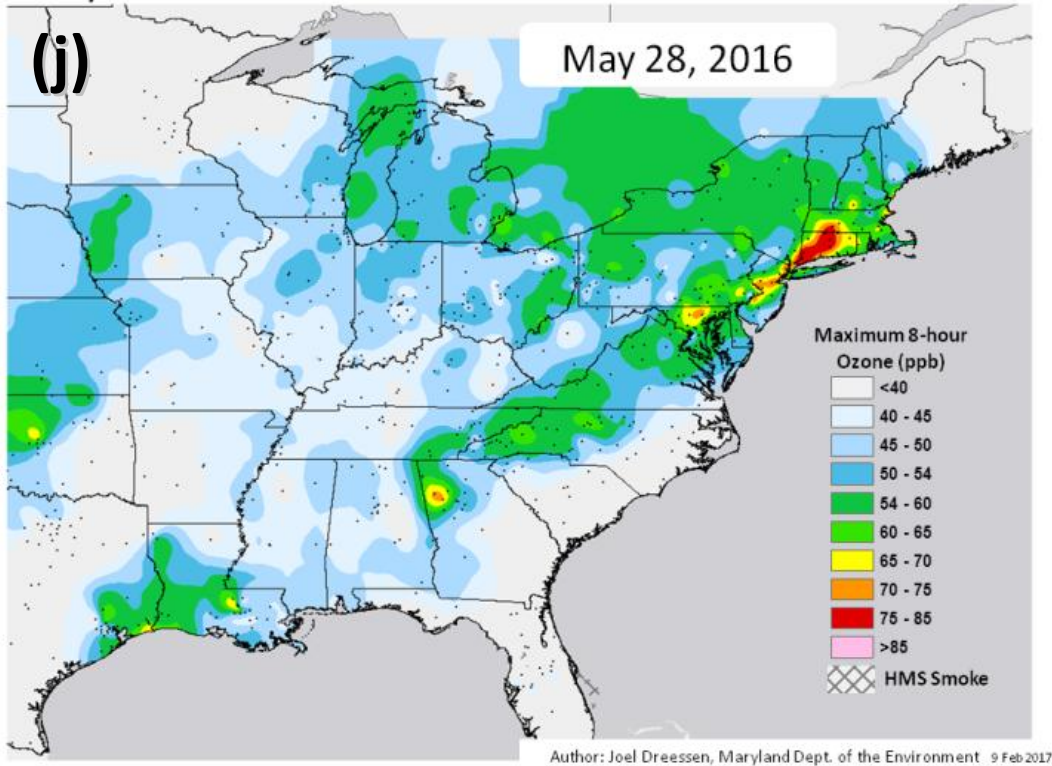 (j)
May 28, 2016
Maximum 8-hour
Ozone (ppb)
<40
40 - 45
45 - 50
50 - 54
54 - 60
60 - 65
65 - 70
70 - 75
75 - 85
>85
HMS Smoke
Author: Joel Dreessen, Maryland Dept. of the Environment 9 Feb 2017